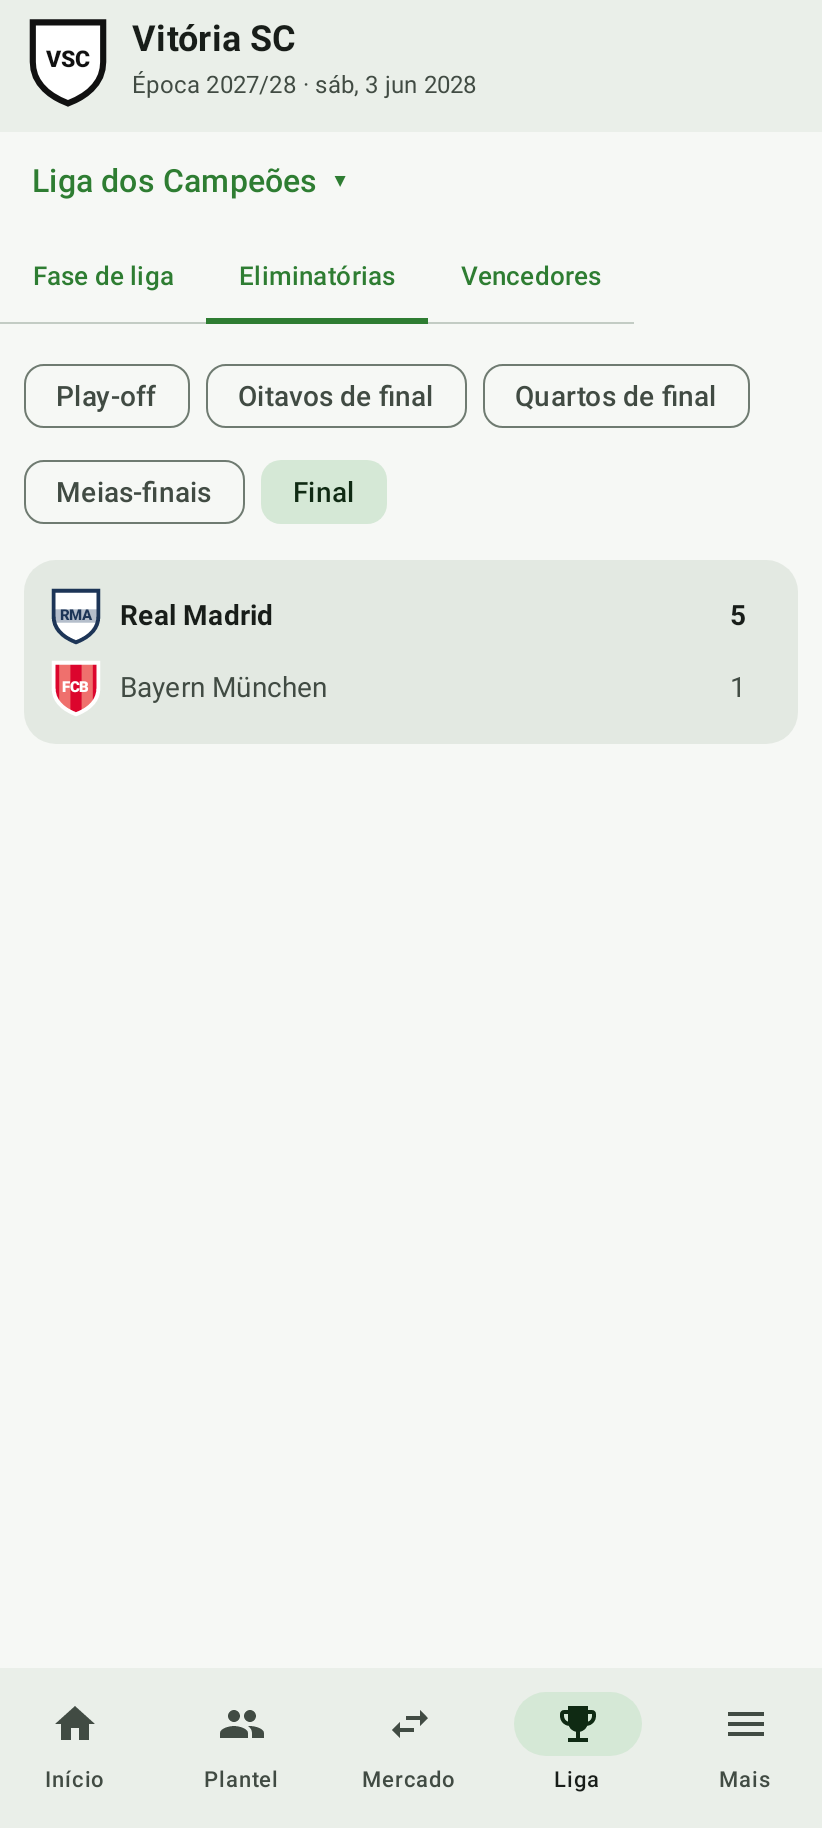 VSC
Vitória SC
Época 2027/28 · sáb, 3 jun 2028
Liga dos Campeões ▼
Fase de liga Eliminatórias Vencedores
Play-off Oitavos de final Quartos de final
Meias-finais Final
RMA Real Madrid 5
FCB Bayern München 1
Início Plantel Mercado Liga Mais